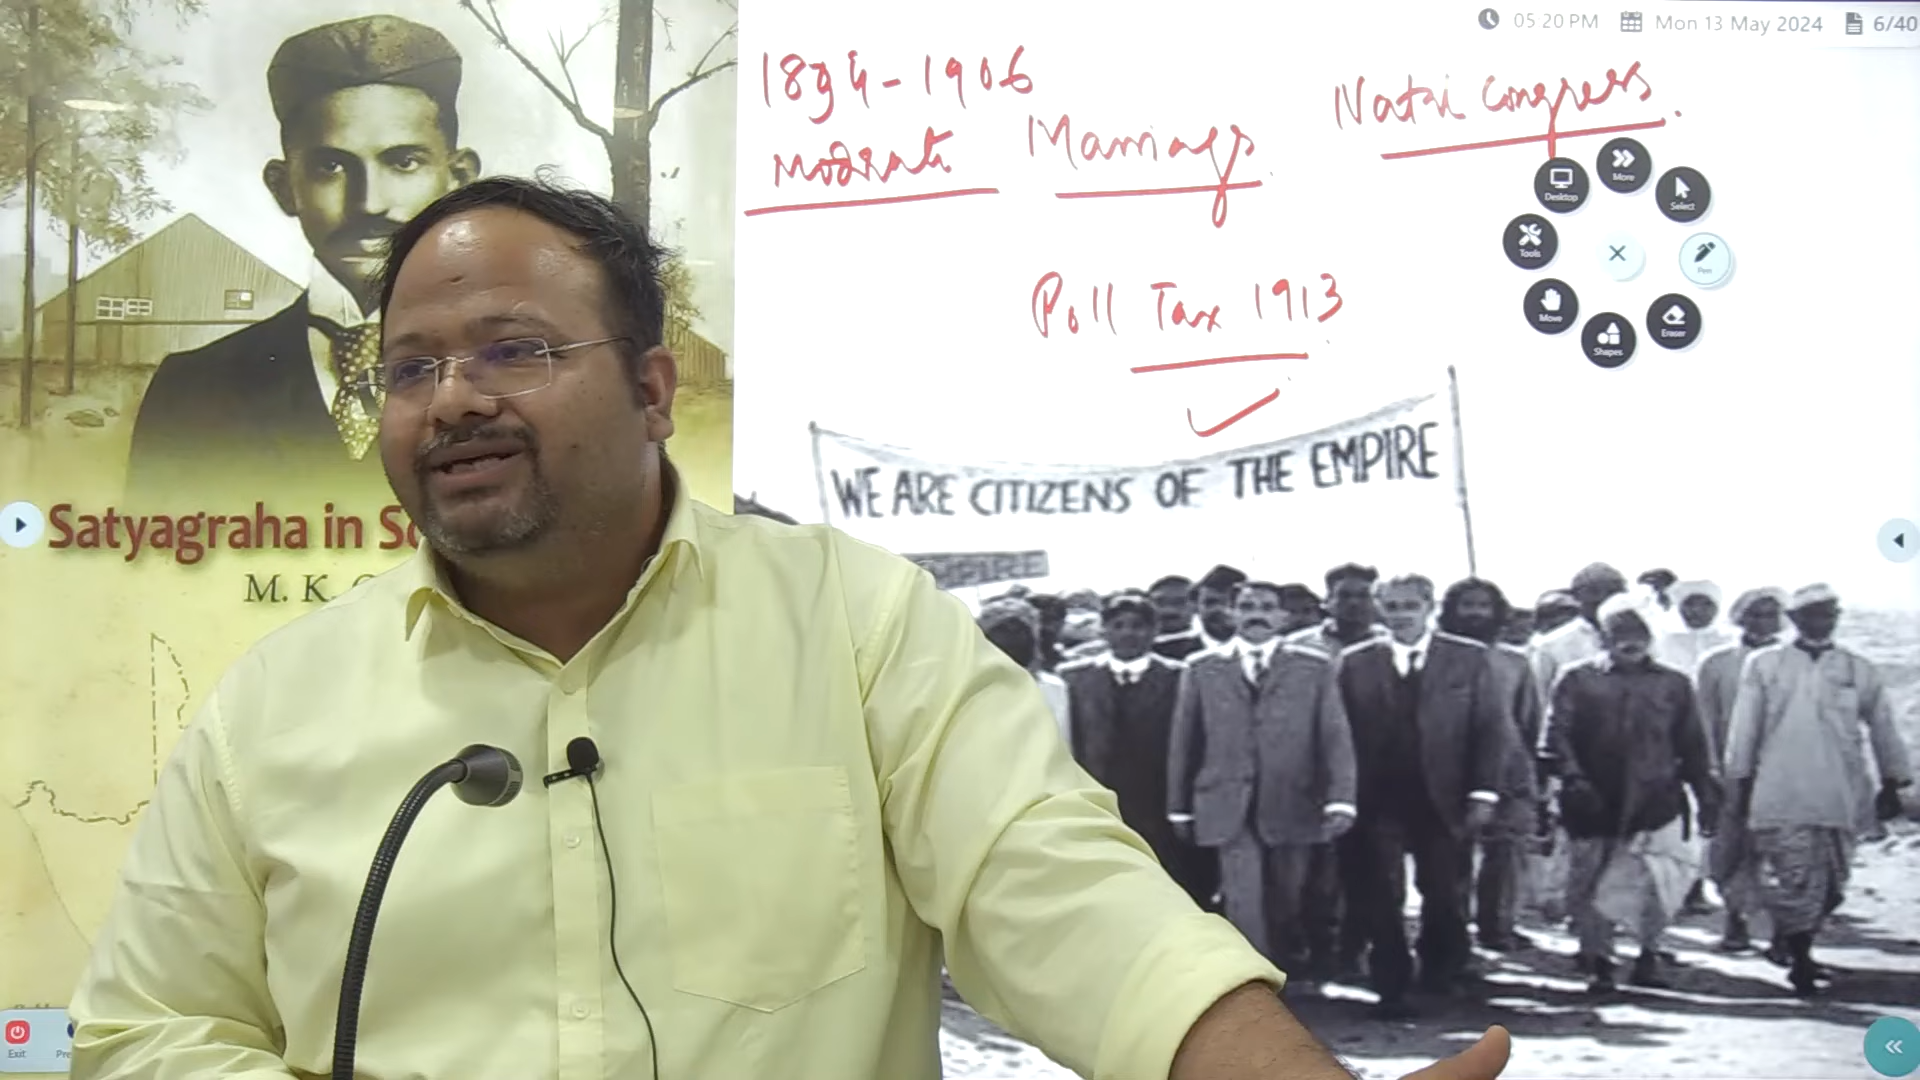 05 20 PM Mon 13 May 2024 6/40
1894-1906
Moderate
Marriage
Natal Congress
Poll Tax 1913
More
Desktop
Select
Tools
Pen
Move
Eraser
Shapes
WE ARE CITIZENS OF THE EMPIRE
EMPIRE
Satyagraha in
M. K.
Exit